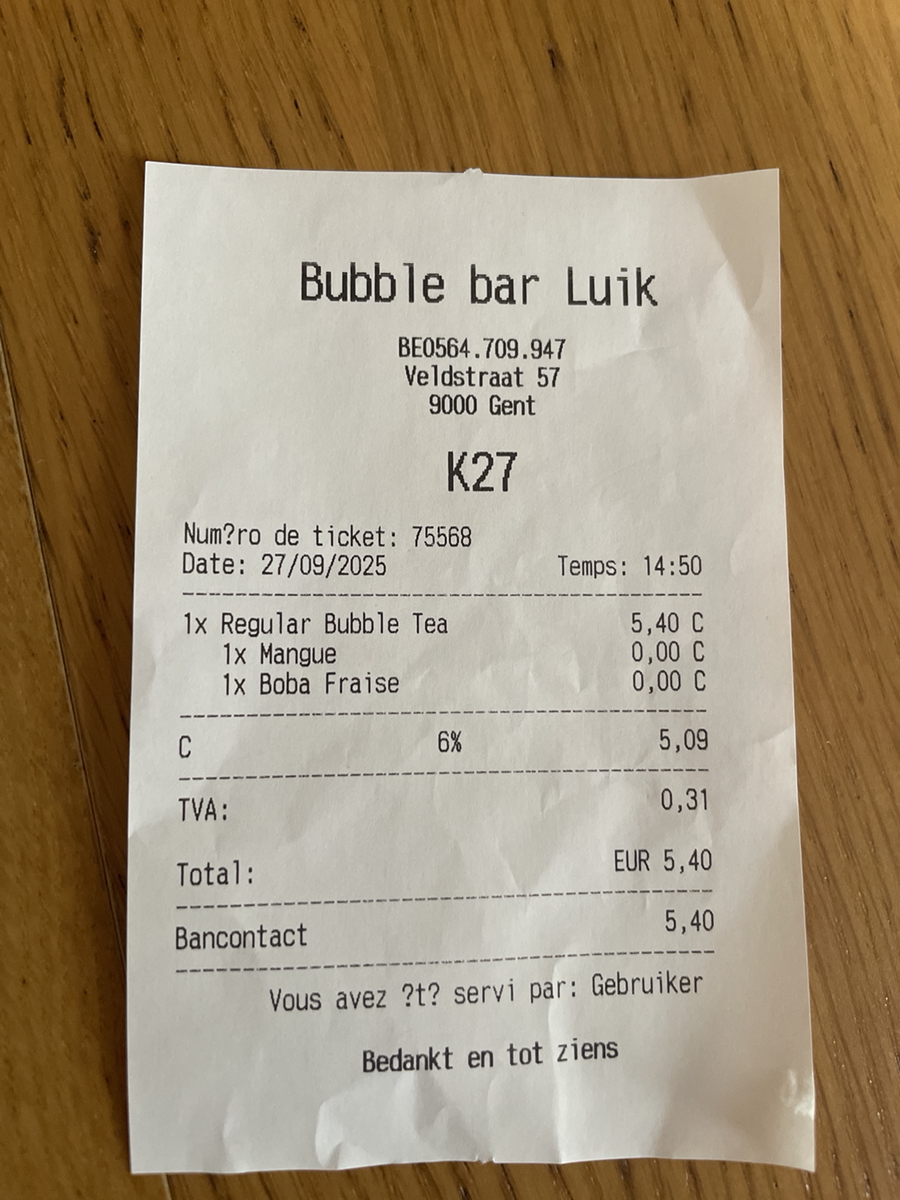 Bubble bar Luik
BE0564.709.947
Veldstraat 57
9000 Gent
K27
Num?ro de ticket: 75568
Date: 27/09/2025 Temps: 14:50
1x Regular Bubble Tea 5,40 C
1x Mangue 0,00 C
1x Boba Fraise 0,00 C
C 6% 5,09
TVA: 0,31
Total: EUR 5,40
Bancontact 5,40
Vous avez ?t? servi par: Gebruiker
Bedankt en tot ziens